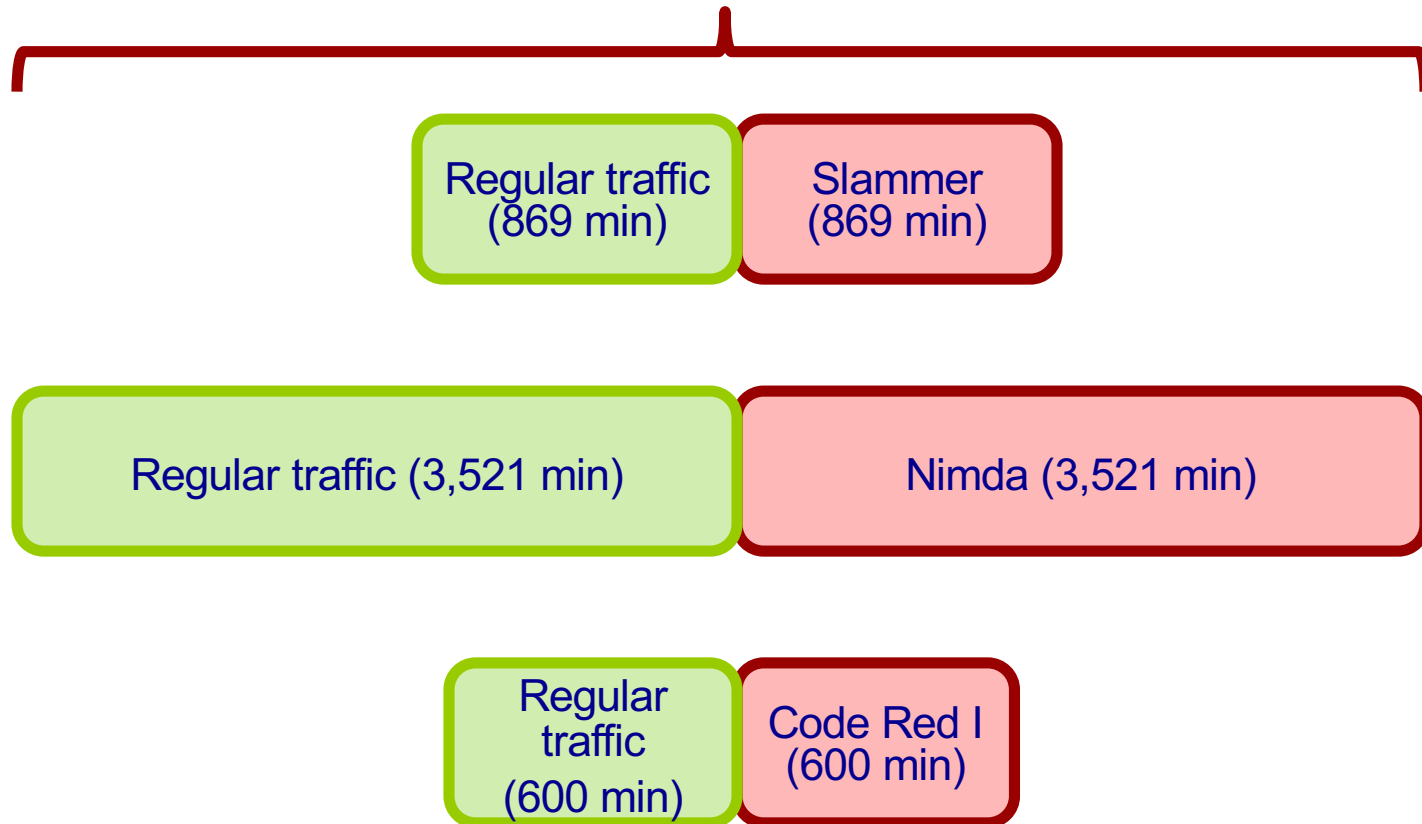 Regular traffic
(869 min)
Slammer
(869 min)
Regular traffic (3,521 min)
Nimda (3,521 min)
Regular
traffic
(600 min)
Code Red I
(600 min)